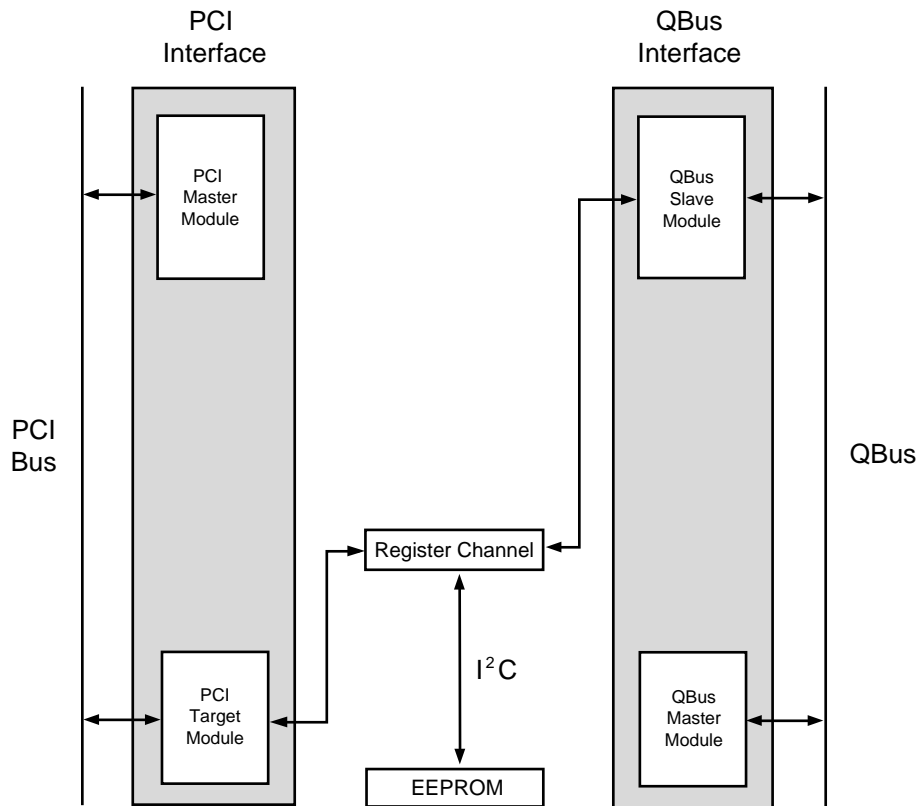 PCI
Interface
QBus
Interface
PCI
Master
Module
QBus
Slave
Module
PCI
Bus
QBus
Register Channel
I²C
PCI
Target
Module
QBus
Master
Module
EEPROM